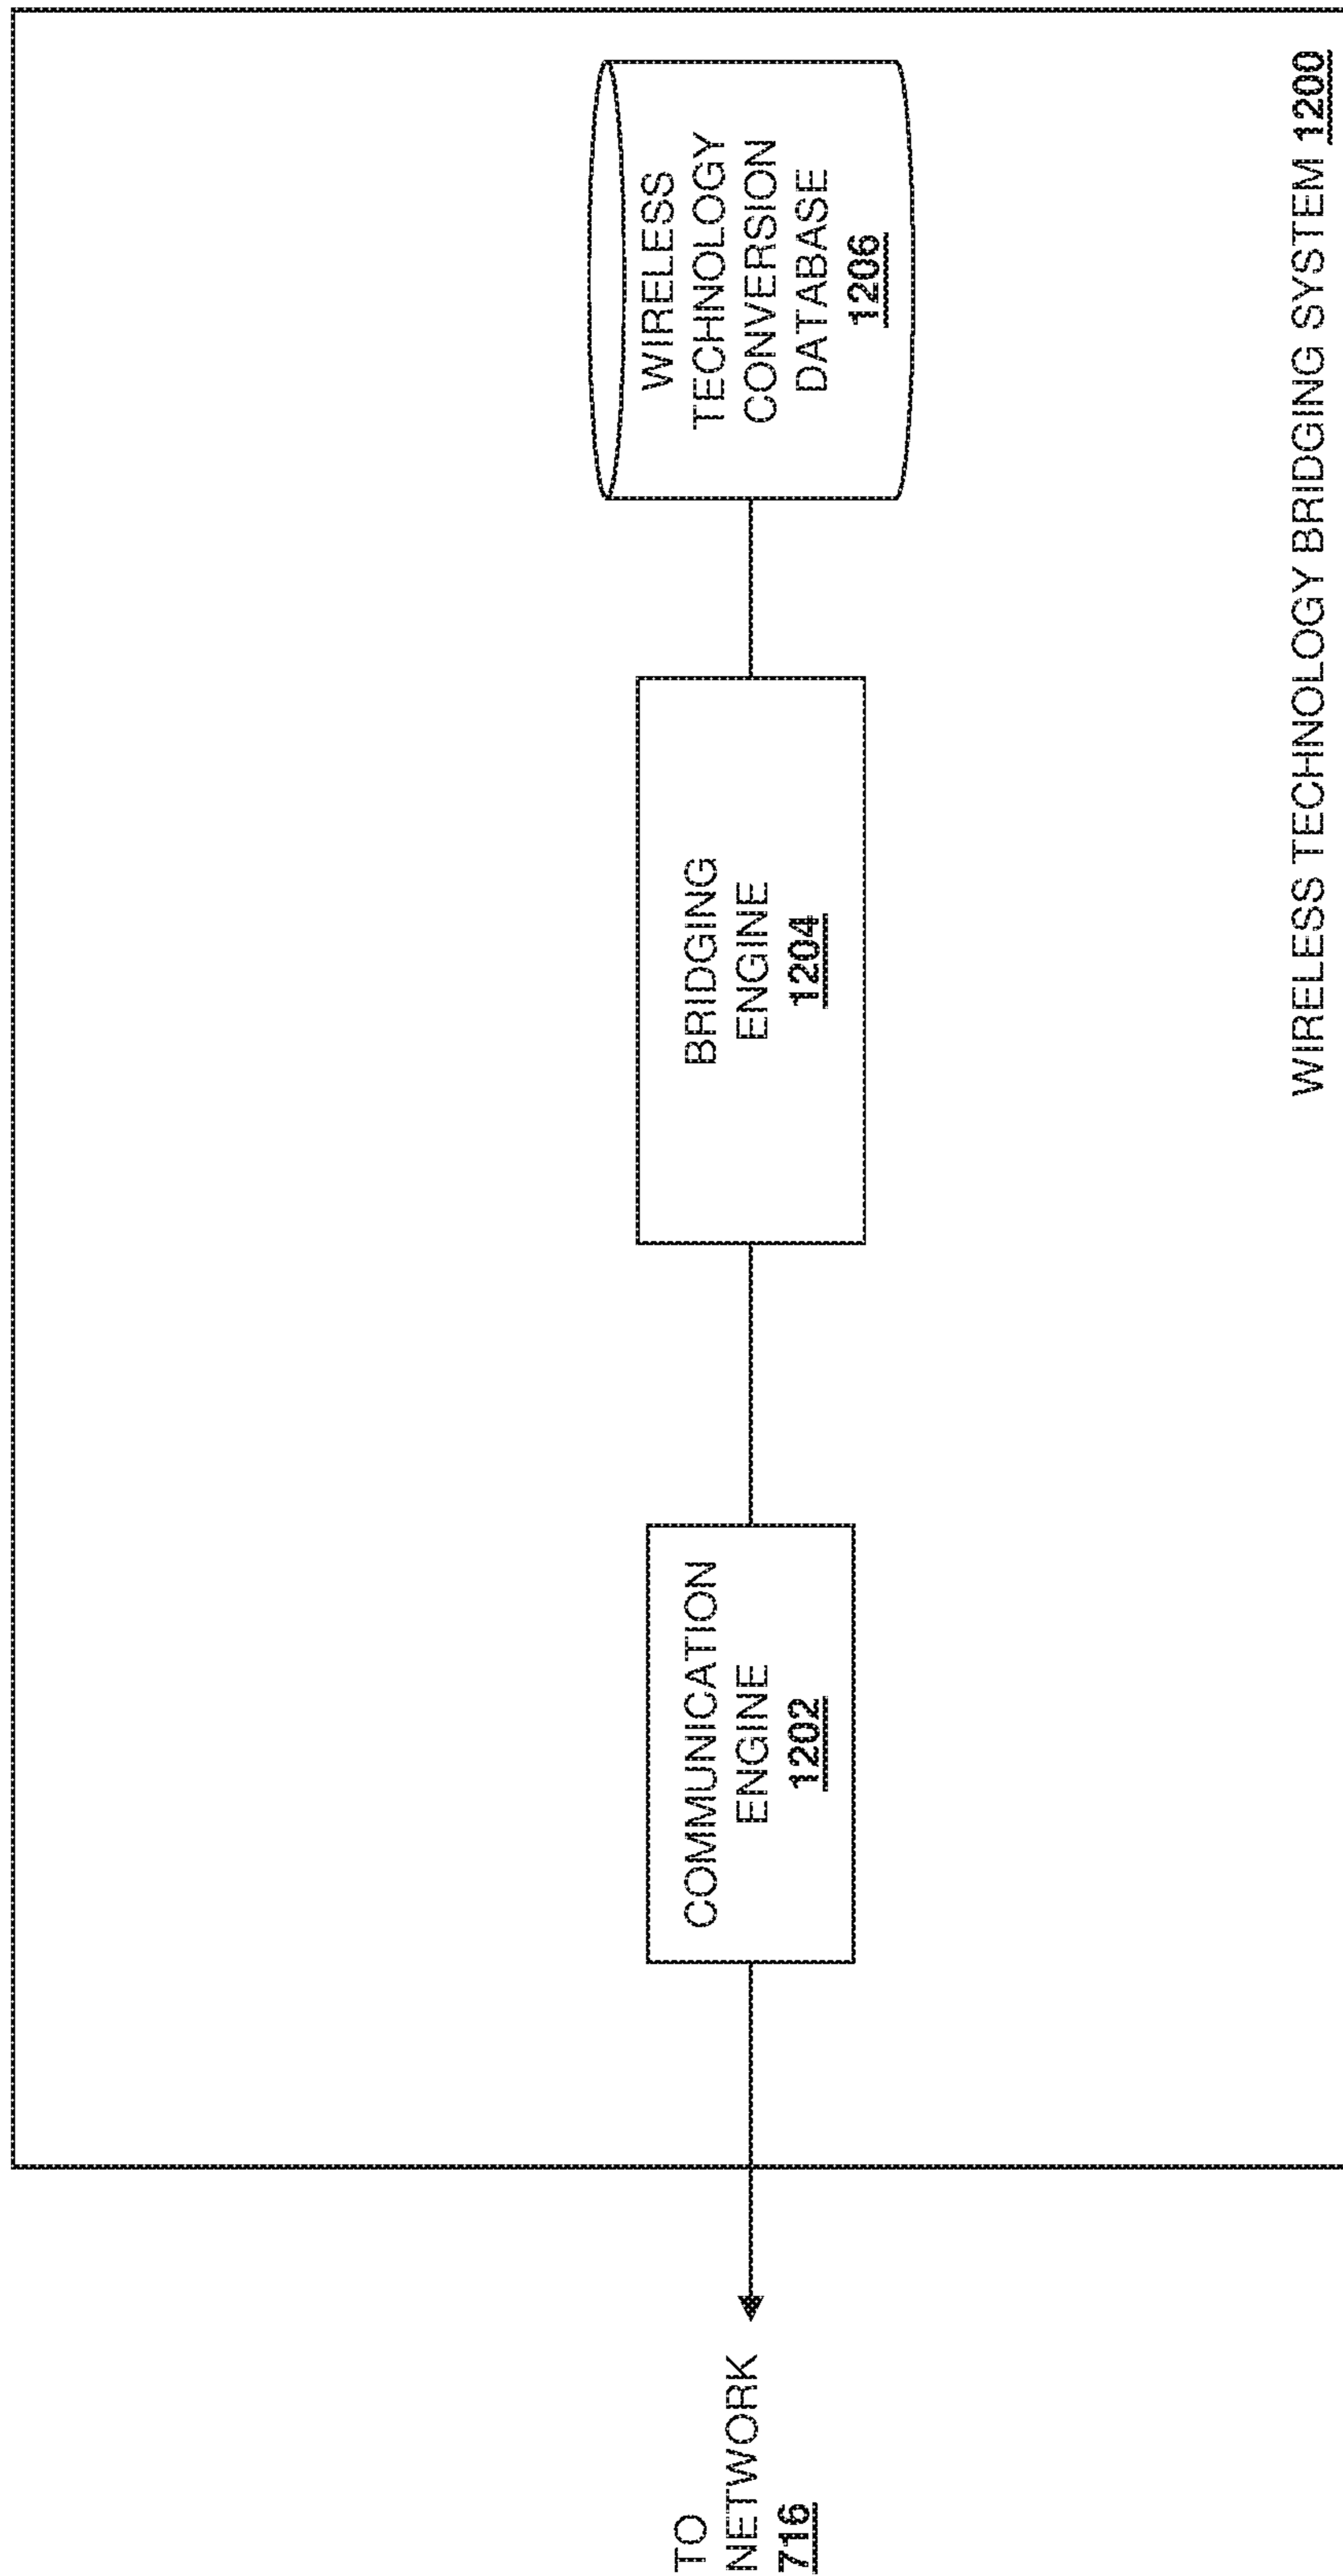 TO
NETWORK
716
COMMUNICATION
ENGINE
1202
BRIDGING
ENGINE
1204
WIRELESS
TECHNOLOGY
CONVERSION
DATABASE
1206
WIRELESS TECHNOLOGY BRIDGING SYSTEM 1200